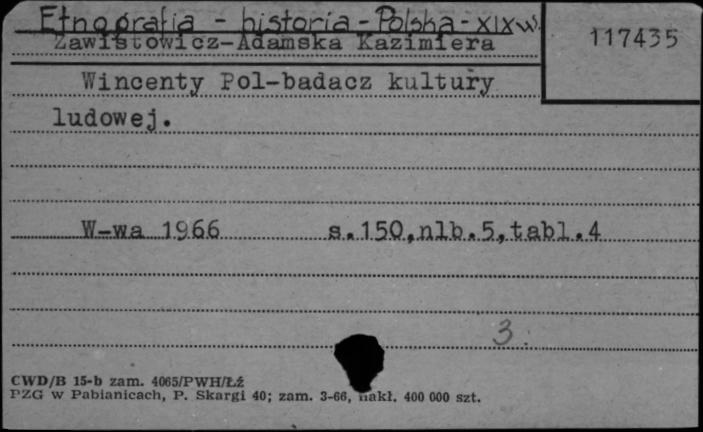 Etnografia - historia - Polska - XIX w.
117435
Zawistowicz-Adamska Kazimiera
Wincenty Pol-badacz kultury
ludowej.
W-wa 1966 s.150,nlb.5,tabl.4
3.
CWD/B 15-b zam. 4065/PWH/Łź
PZG w Pabianicach, P. Skargi 40; zam. 3-66, nakł. 400 000 szt.